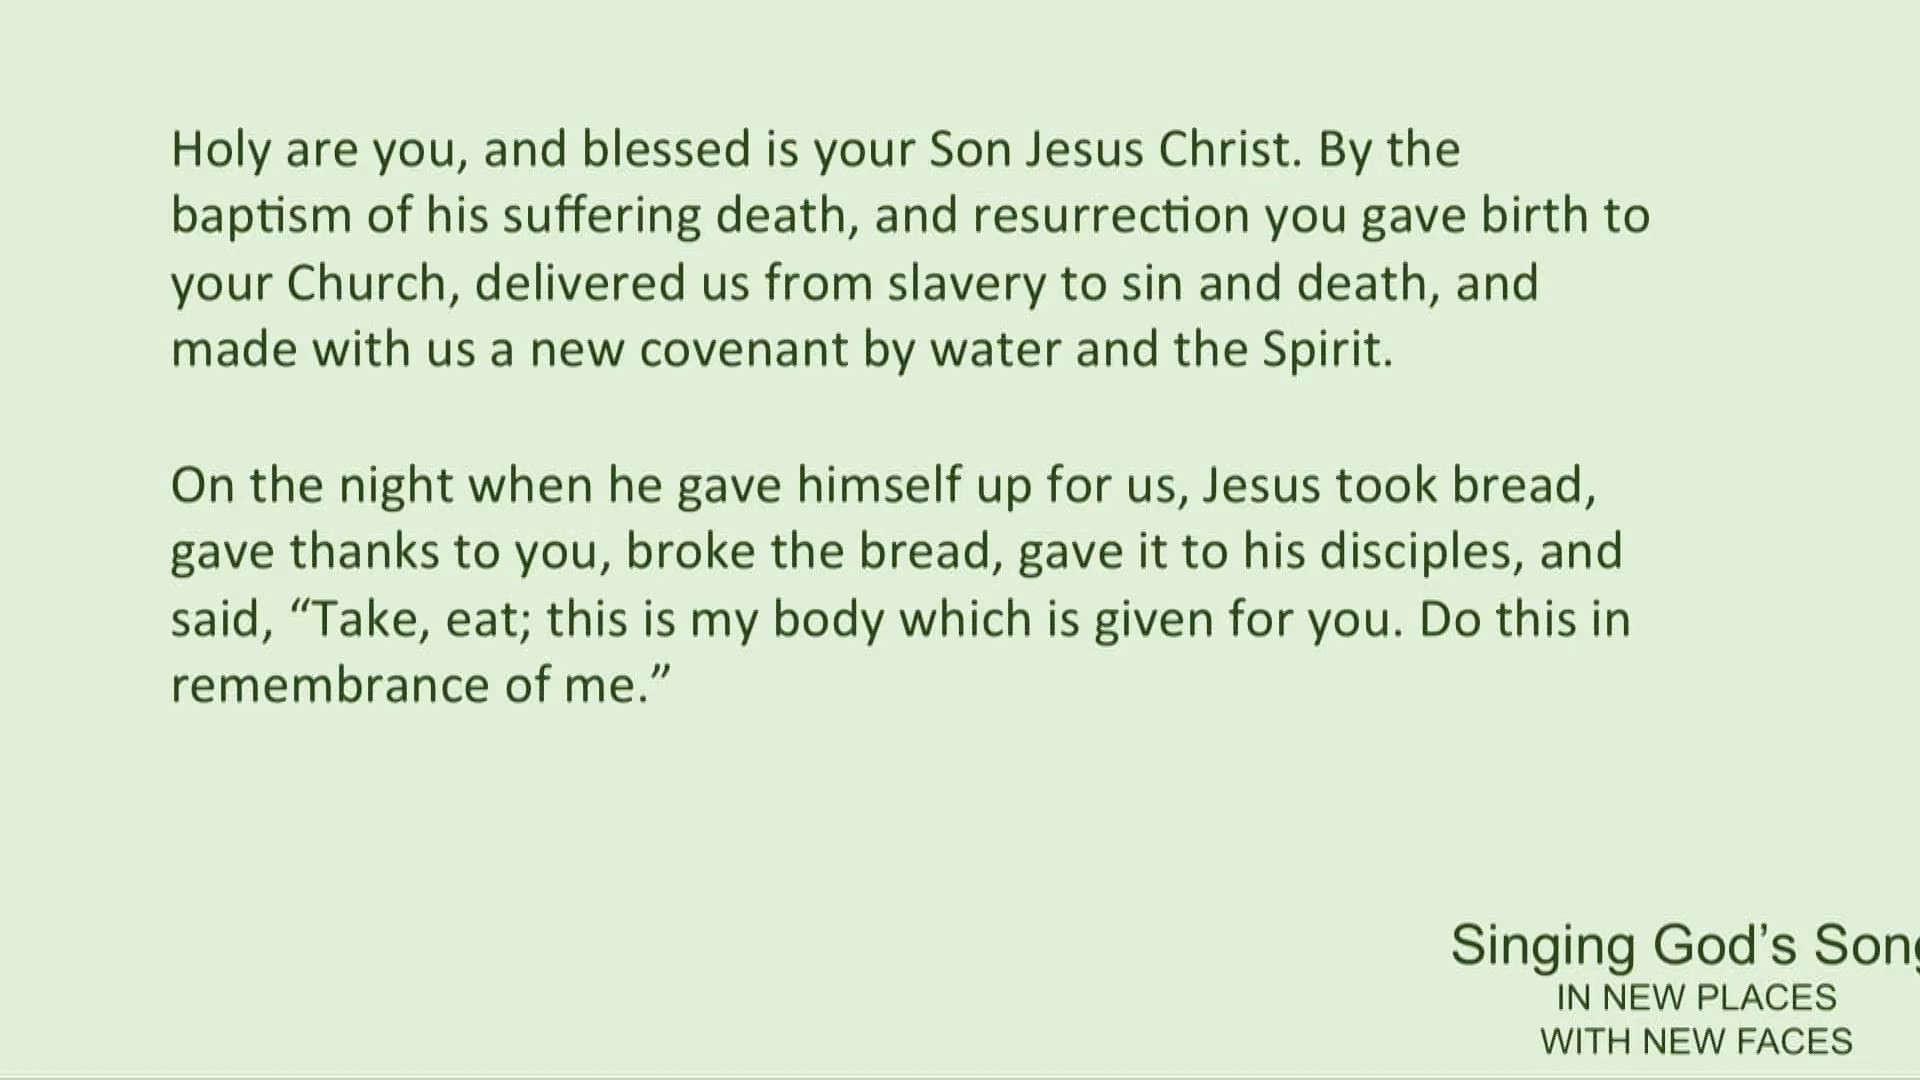 Holy are you, and blessed is your Son Jesus Christ. By the
baptism of his suffering death, and resurrection you gave birth to
your Church, delivered us from slavery to sin and death, and
made with us a new covenant by water and the Spirit.
On the night when he gave himself up for us, Jesus took bread,
gave thanks to you, broke the bread, gave it to his disciples, and
said, “Take, eat; this is my body which is given for you. Do this in
remembrance of me.”
Singing God’s Song
IN NEW PLACES
WITH NEW FACES